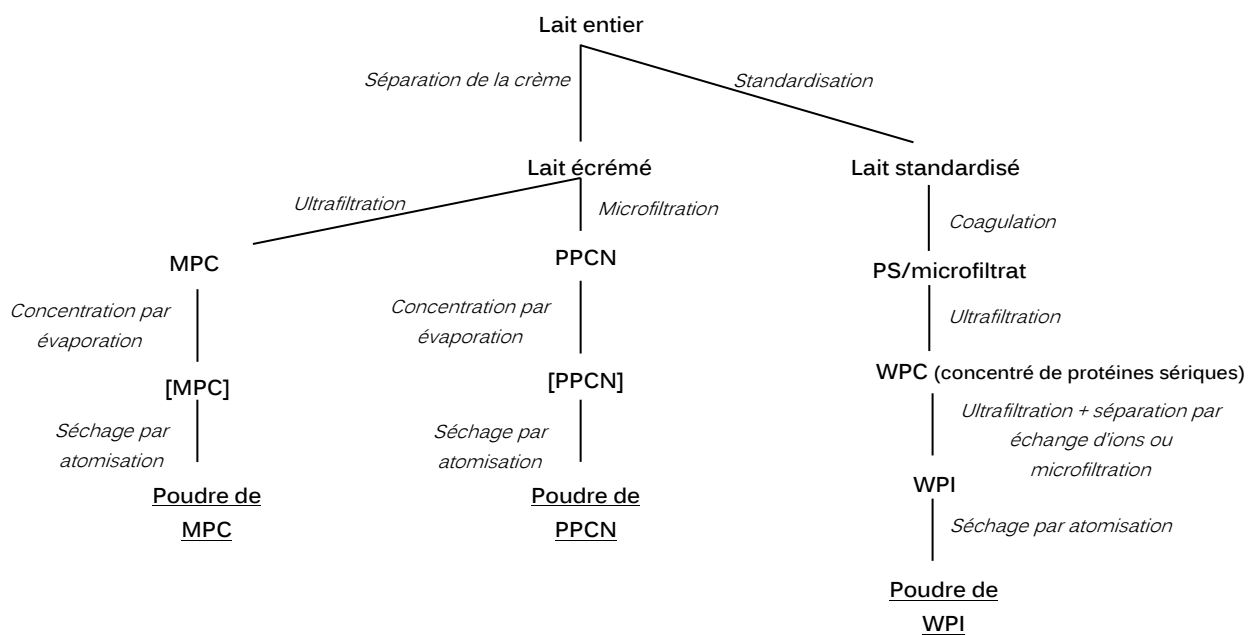 Lait entier
Séparation de la crème
Standardisation
Lait écrémé
Lait standardisé
Ultrafiltration
Microfiltration
Coagulation
MPC
PPCN
PS/microfiltrat
Concentration par
évaporation
Concentration par
évaporation
Ultrafiltration
[MPC]
[PPCN]
WPC (concentré de protéines sériques)
Séchage par
atomisation
Séchage par
atomisation
Ultrafiltration + séparation par
échange d'ions ou
microfiltration
Poudre de
MPC
Poudre de
PPCN
WPI
Séchage par atomisation
Poudre de
WPI